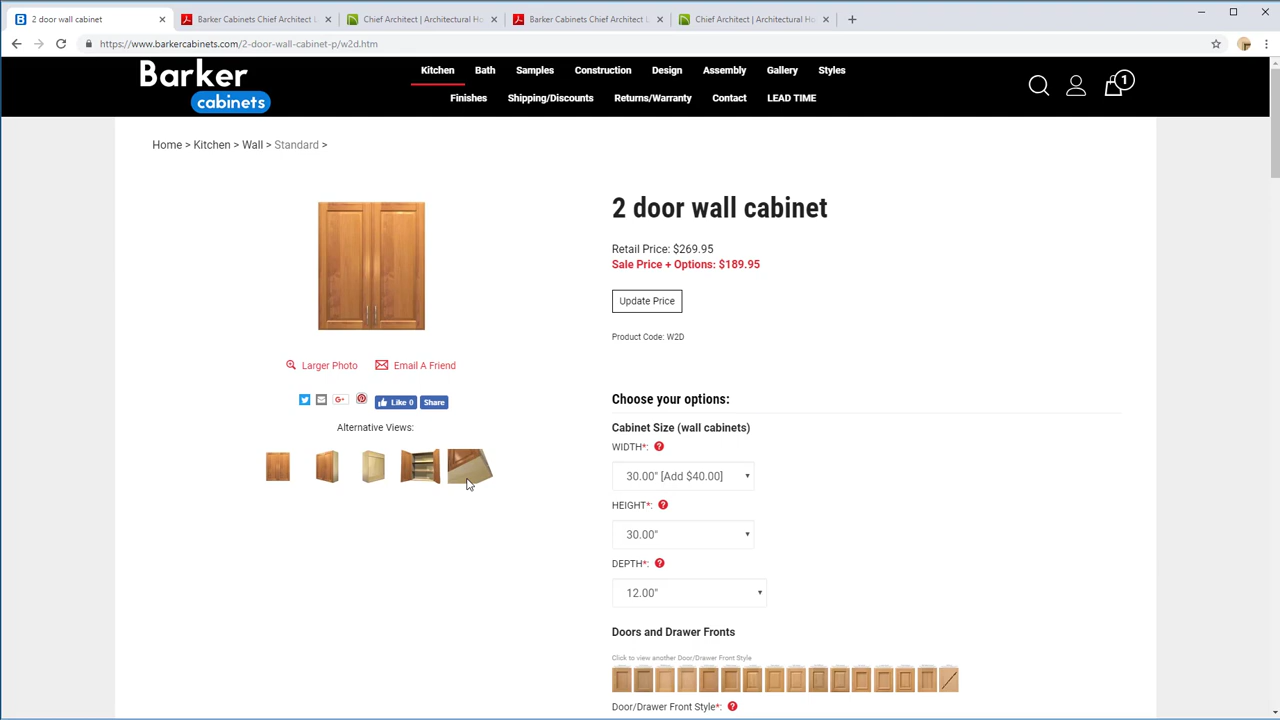 2 door wall cabinet
Barker Cabinets Chief Architect L
Chief Architect | Architectural Ho
Barker Cabinets Chief Architect L
Chief Architect | Architectural Ho
https://www.barkercabinets.com/2-door-wall-cabinet-p/w2d.htm
Barker
cabinets
Kitchen Bath Samples Construction Design Assembly Gallery Styles
Finishes Shipping/Discounts Returns/Warranty Contact LEAD TIME
1
Home > Kitchen > Wall > Standard >
2 door wall cabinet
Retail Price: $269.95
Sale Price + Options: $189.95
Update Price
Product Code: W2D
Larger Photo Email A Friend
G+ Like 0 Share
Alternative Views:
Choose your options:
Cabinet Size (wall cabinets)
WIDTH*: ?
30.00" [Add $40.00]
HEIGHT*: ?
30.00"
DEPTH*: ?
12.00"
Doors and Drawer Fronts
Click to view another Door/Drawer Front Style
Door/Drawer Front Style*: ?